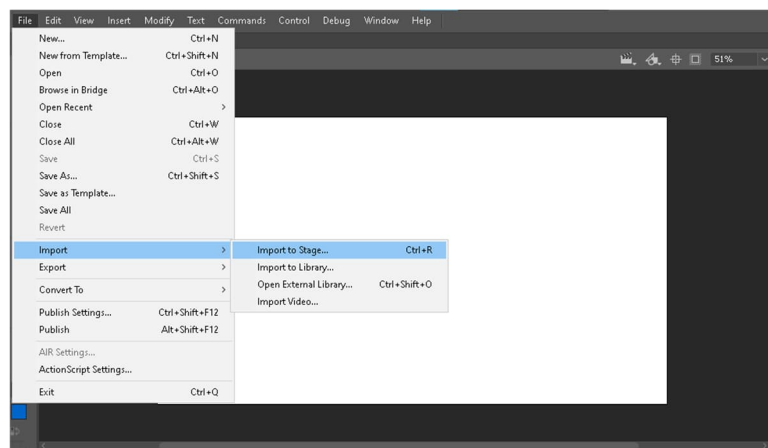 File Edit View Insert Modify Text Commands Control Debug Window Help
New... Ctrl+N
New from Template... Ctrl+Shift+N
51%
Open Ctrl+O
Browse in Bridge Ctrl+Alt+O
Open Recent >
Close Ctrl+W
Close All Ctrl+Alt+W
Save Ctrl+S
Save As... Ctrl+Shift+S
Save as Template...
Save All
Revert
Import >
Import to Stage... Ctrl+R
Export >
Import to Library...
Open External Library... Ctrl+Shift+O
Convert To >
Import Video...
Publish Settings... Ctrl+Shift+F12
Publish Alt+Shift+F12
AIR Settings...
ActionScript Settings...
Exit Ctrl+Q